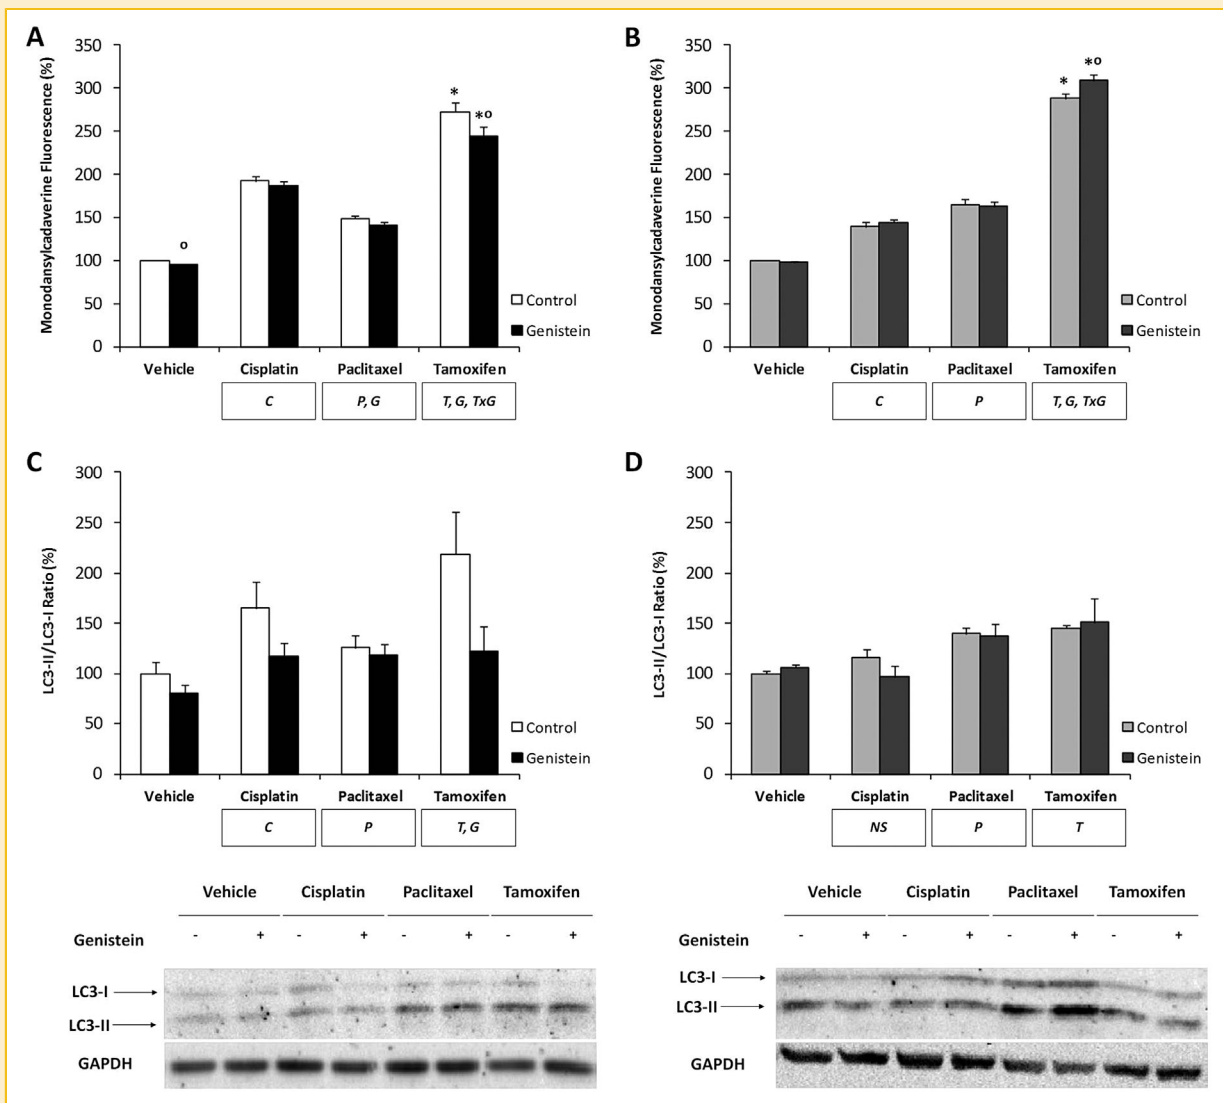 A
Monodansylcadaverine Fluorescence (%)
350
300
250
200
150
100
50
0
o
*
*o
Control
Genistein
Vehicle Cisplatin Paclitaxel Tamoxifen
C P, G T, G, TxG
B
Monodansylcadaverine Fluorescence (%)
350
300
250
200
150
100
50
0
*
*o
Control
Genistein
Vehicle Cisplatin Paclitaxel Tamoxifen
C P T, G, TxG
C
LC3-II/LC3-I Ratio (%)
300
250
200
150
100
50
0
Control
Genistein
Vehicle Cisplatin Paclitaxel Tamoxifen
C P T, G
D
LC3-II/LC3-I Ratio (%)
300
250
200
150
100
50
0
Control
Genistein
Vehicle Cisplatin Paclitaxel Tamoxifen
NS P T
Vehicle Cisplatin Paclitaxel Tamoxifen
Genistein - + - + - + - +
LC3-I
LC3-II
GAPDH
Vehicle Cisplatin Paclitaxel Tamoxifen
Genistein - + - + - + - +
LC3-I
LC3-II
GAPDH